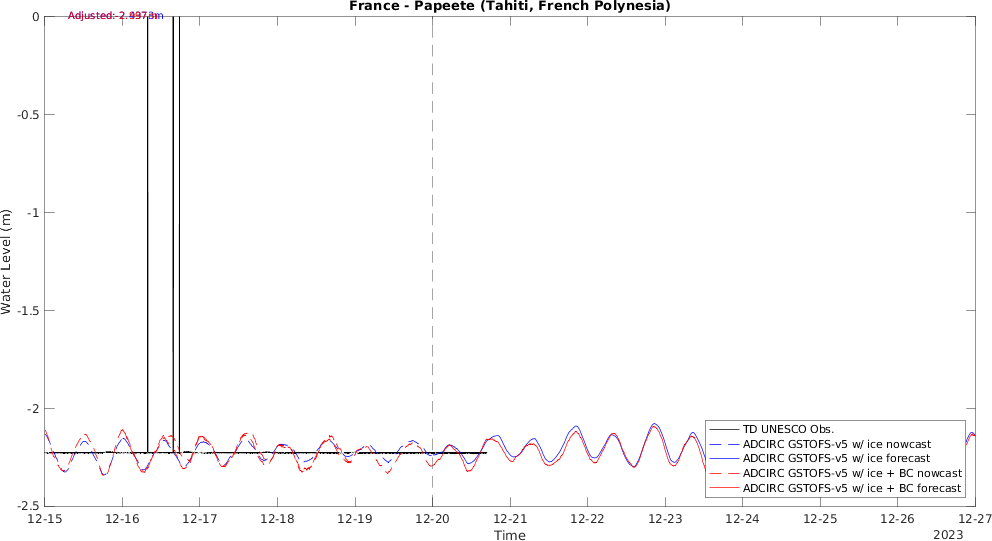 France - Papeete (Tahiti, French Polynesia)
Adjusted:
0
-0.5
-1
-1.5
-2
-2.5
Water Level (m)
TD UNESCO Obs.
ADCIRC GSTOFS-v5 w/ ice nowcast
ADCIRC GSTOFS-v5 w/ ice forecast
ADCIRC GSTOFS-v5 w/ ice + BC nowcast
ADCIRC GSTOFS-v5 w/ ice + BC forecast
12-15 12-16 12-17 12-18 12-19 12-20 12-21 12-22 12-23 12-24 12-25 12-26 12-27
Time
2023